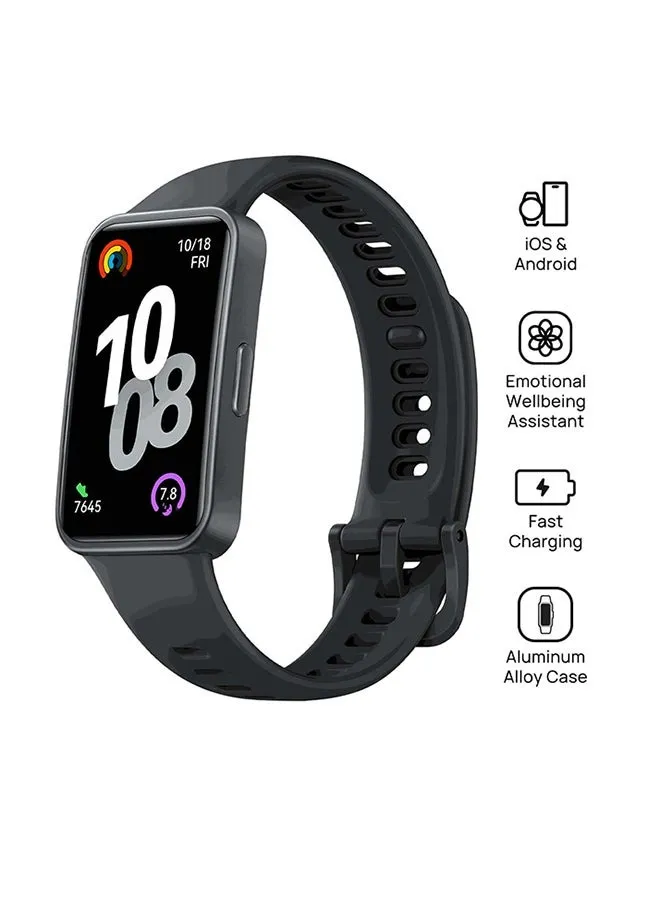 10/18
FRI
10
08
7645
7.8
iOS &
Android
Emotional
Wellbeing
Assistant
Fast
Charging
Aluminum
Alloy Case